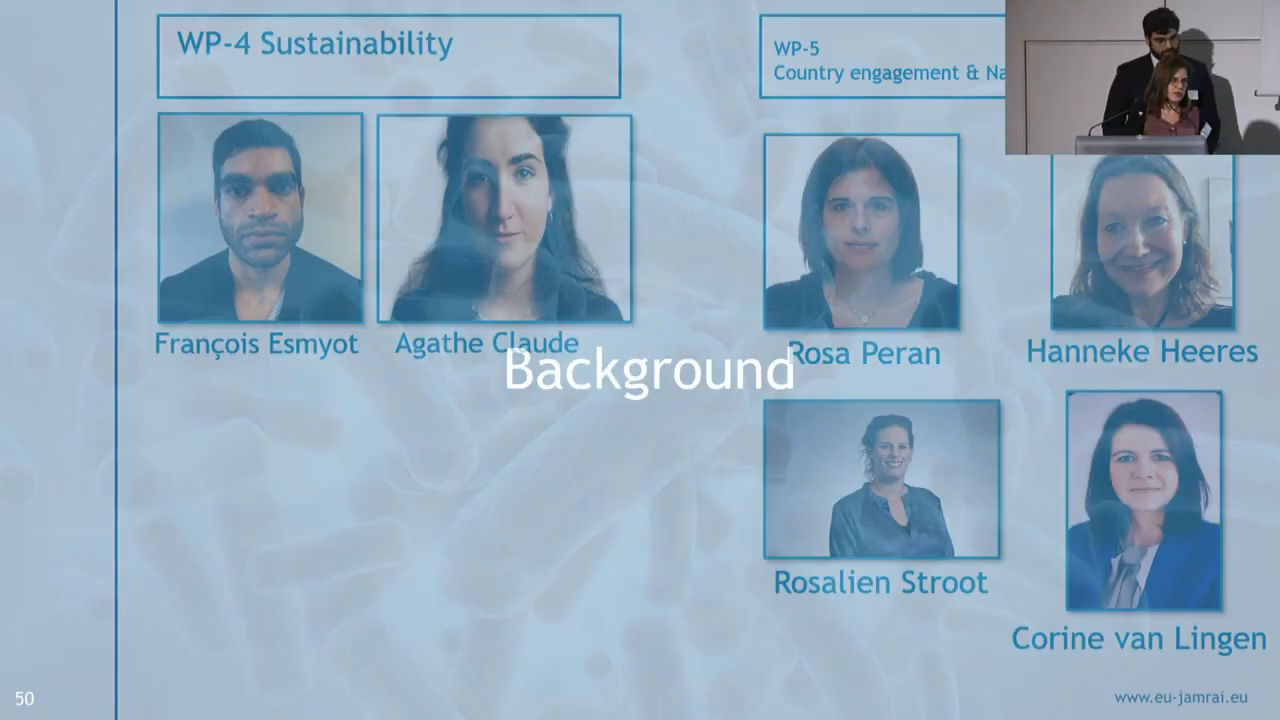 WP-4 Sustainability
WP-5
Country engagement & Na
François Esmyot
Agathe Claude
Background
Rosa Peran
Hanneke Heeres
Rosalien Stroot
Corine van Lingen
50
www.eu-jamrai.eu